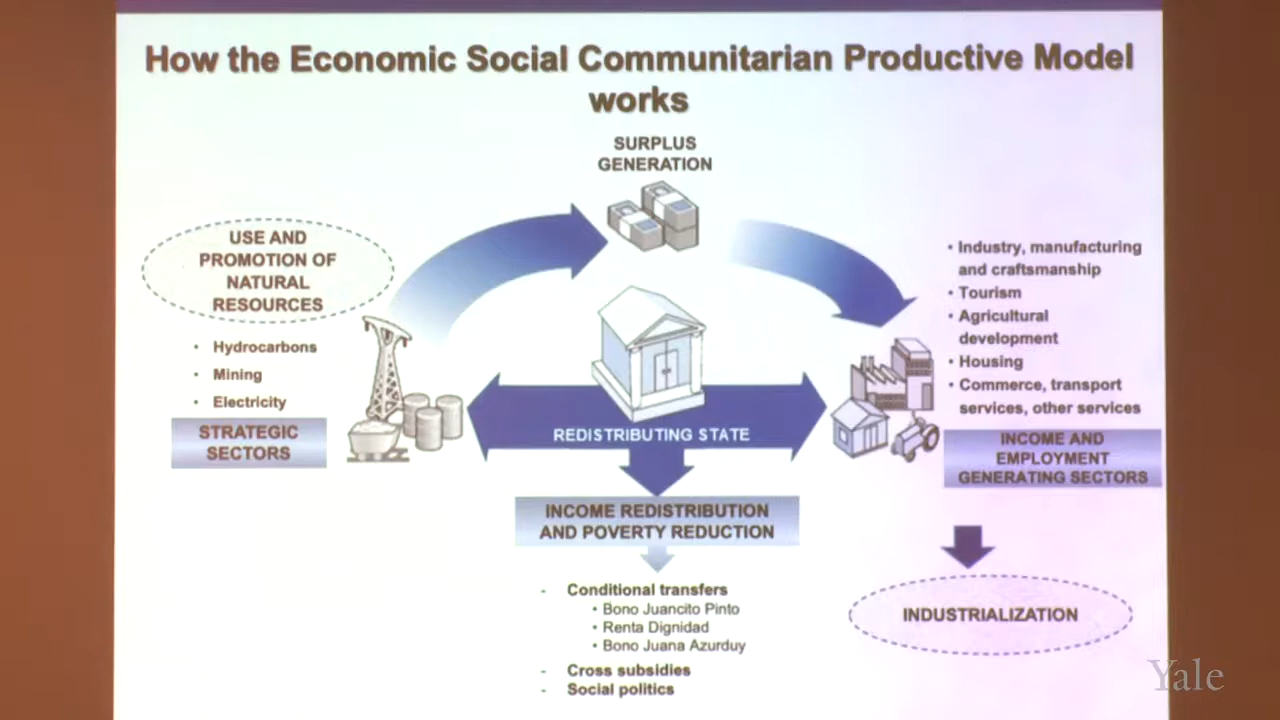 How the Economic Social Communitarian Productive Model
works
SURPLUS
GENERATION
USE AND
PROMOTION OF
NATURAL
RESOURCES
• Hydrocarbons
• Mining
• Electricity
STRATEGIC
SECTORS
REDISTRIBUTING STATE
• Industry, manufacturing
and craftsmanship
• Tourism
• Agricultural
development
• Housing
• Commerce, transport
services, other services
INCOME AND
EMPLOYMENT
GENERATING SECTORS
INCOME REDISTRIBUTION
AND POVERTY REDUCTION
- Conditional transfers
• Bono Juancito Pinto
• Renta Dignidad
• Bono Juana Azurduy
- Cross subsidies
- Social politics
INDUSTRIALIZATION
Yale